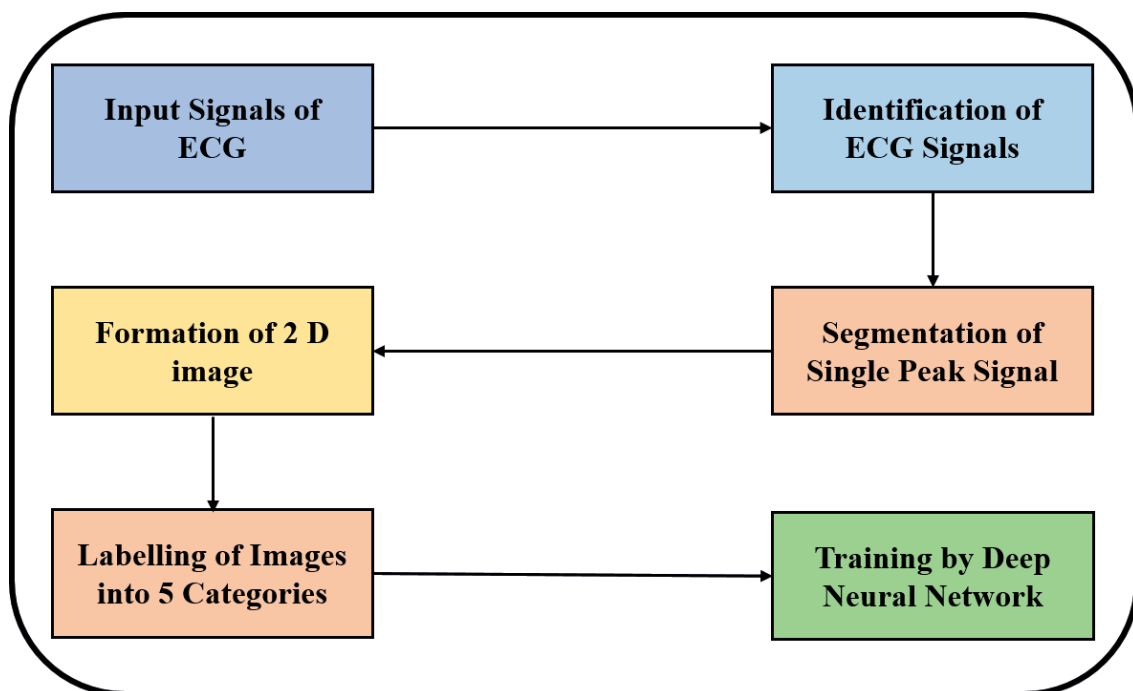 Input Signals of
ECG
Identification of
ECG Signals
Segmentation of
Single Peak Signal
Formation of 2 D
image
Labelling of Images
into 5 Categories
Training by Deep
Neural Network